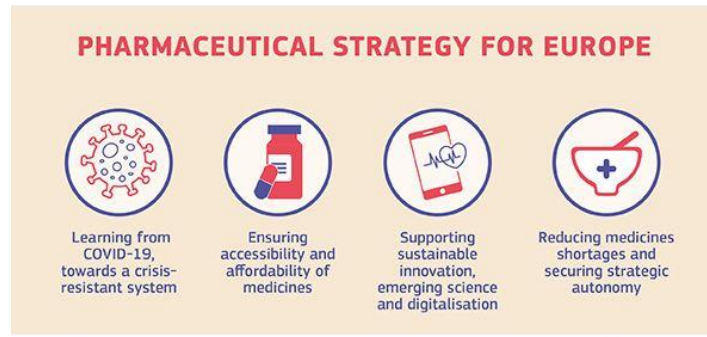 PHARMACEUTICAL STRATEGY FOR EUROPE
Learning from
COVID-19,
towards a crisis-
resistant system
Ensuring
accessibility and
affordability of
medicines
Supporting
sustainable
innovation,
emerging science
and digitalisation
Reducing medicines
shortages and
securing strategic
autonomy